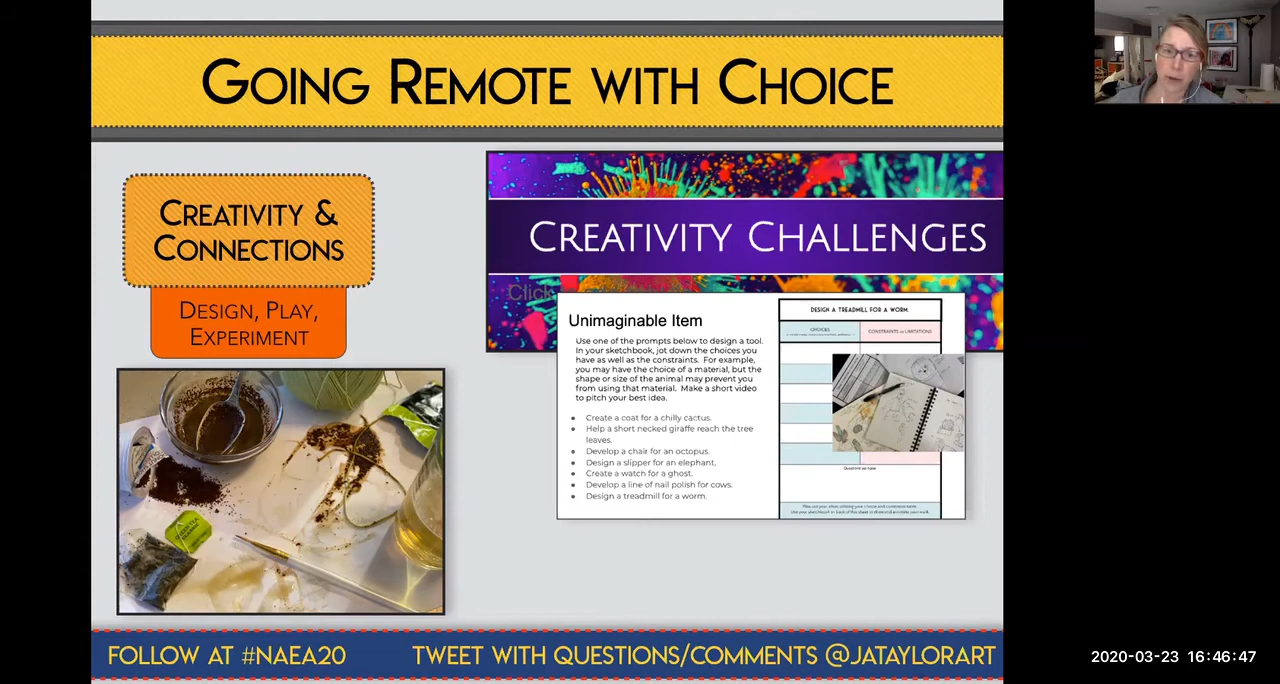 GOING REMOTE WITH CHOICE
CREATIVITY &
CONNECTIONS
DESIGN, PLAY,
EXPERIMENT
CREATIVITY CHALLENGES
Click
Unimaginable Item
Use one of the prompts below to design a tool.
In your sketchbook, jot down the choices you
have as well as the constraints. For example,
you may have the choice of a material, but the
shape or size of the animal may prevent you
from using that material. Make a short video
to pitch your best idea.
• Create a coat for a chilly cactus.
• Help a short necked giraffe reach the tree
leaves.
• Develop a chair for an octopus.
• Design a slipper for an elephant.
• Create a watch for a ghost.
• Develop a line of nail polish for cows.
• Design a treadmill for a worm.
DESIGN A TREADMILL FOR A WORM.
CHOICES
CONSTRAINTS or LIMITATIONS
Questions we have:
FOLLOW AT #NAEA20
TWEET WITH QUESTIONS/COMMENTS @JATAYLORART
2020-03-23 16:46:47